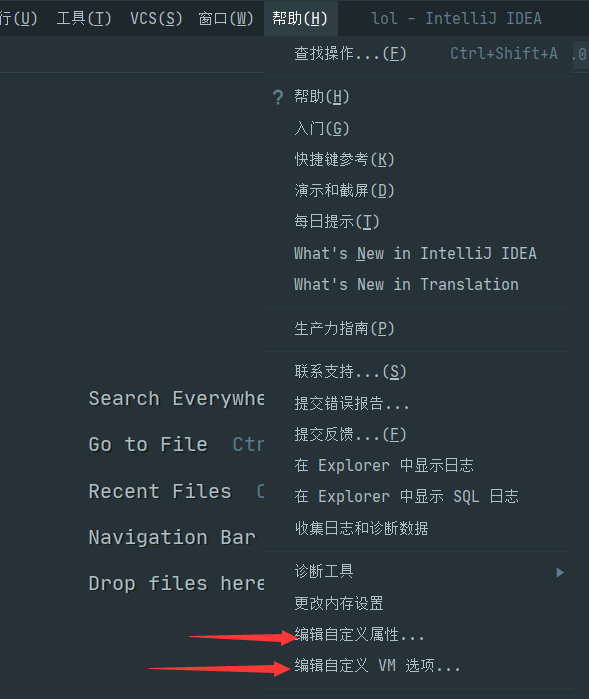 行(U) 工具(T) VCS(S) 窗口(W) 帮助(H) lol - IntelliJ IDEA
查找操作...(F) Ctrl+Shift+A .0
? 帮助(H)
入门(G)
快捷键参考(K)
演示和截屏(D)
每日提示(T)
What's New in IntelliJ IDEA
What's New in Translation
生产力指南(P)
联系支持...(S)
提交错误报告...
提交反馈...(F)
在 Explorer 中显示日志
在 Explorer 中显示 SQL 日志
收集日志和诊断数据
诊断工具
更改内存设置
编辑自定义属性...
编辑自定义 VM 选项...
Search Everywhe
Go to File Ctr
Recent Files C
Navigation Bar
Drop files here